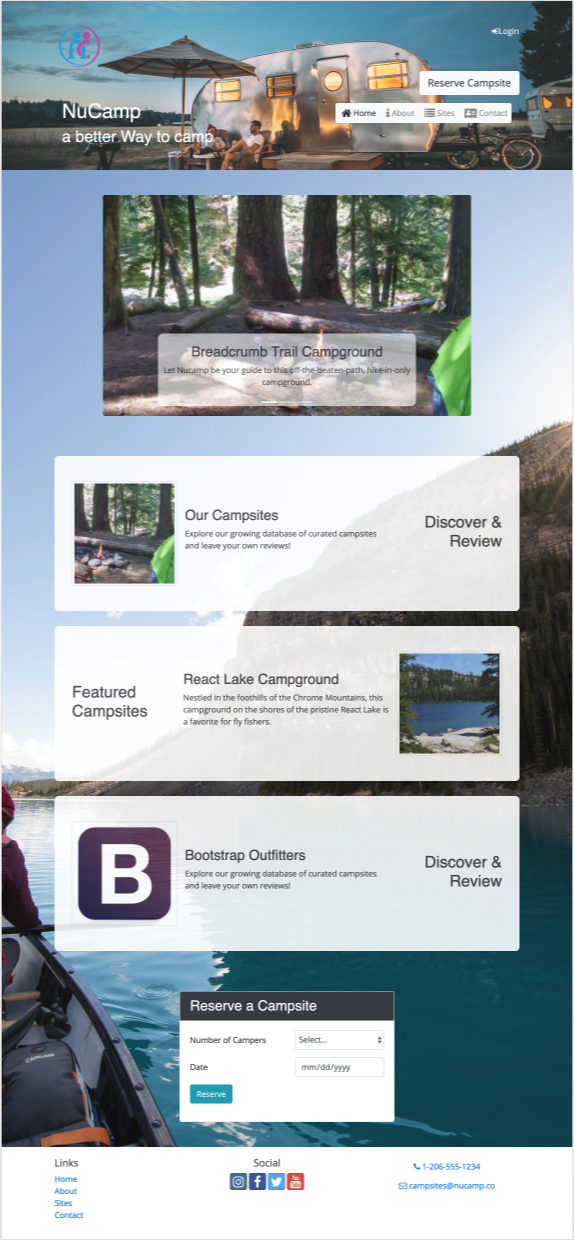 Login
Reserve Campsite
NuCamp
Home About Sites Contact
a better Way to camp
Breadcrumb Trail Campground
Let Nucamp be your guide to this off-the-beaten-path, hike-in-only
campground.
Our Campsites
Explore our growing database of curated campsites
and leave your own reviews!
Discover &
Review
Featured
Campsites
React Lake Campground
Nestled in the foothills of the Chrome Mountains, this
campground on the shores of the pristine React Lake is
a favorite for fly fishers.
B
Bootstrap Outfitters
Explore our growing database of curated campsites
and leave your own reviews!
Discover &
Review
Reserve a Campsite
Number of Campers Select...
Date mm/dd/yyyy
Reserve
CAMELBAK
Links
Home
About
Sites
Contact
Social
You Tube
1-206-555-1234
campsites@nucamp.co